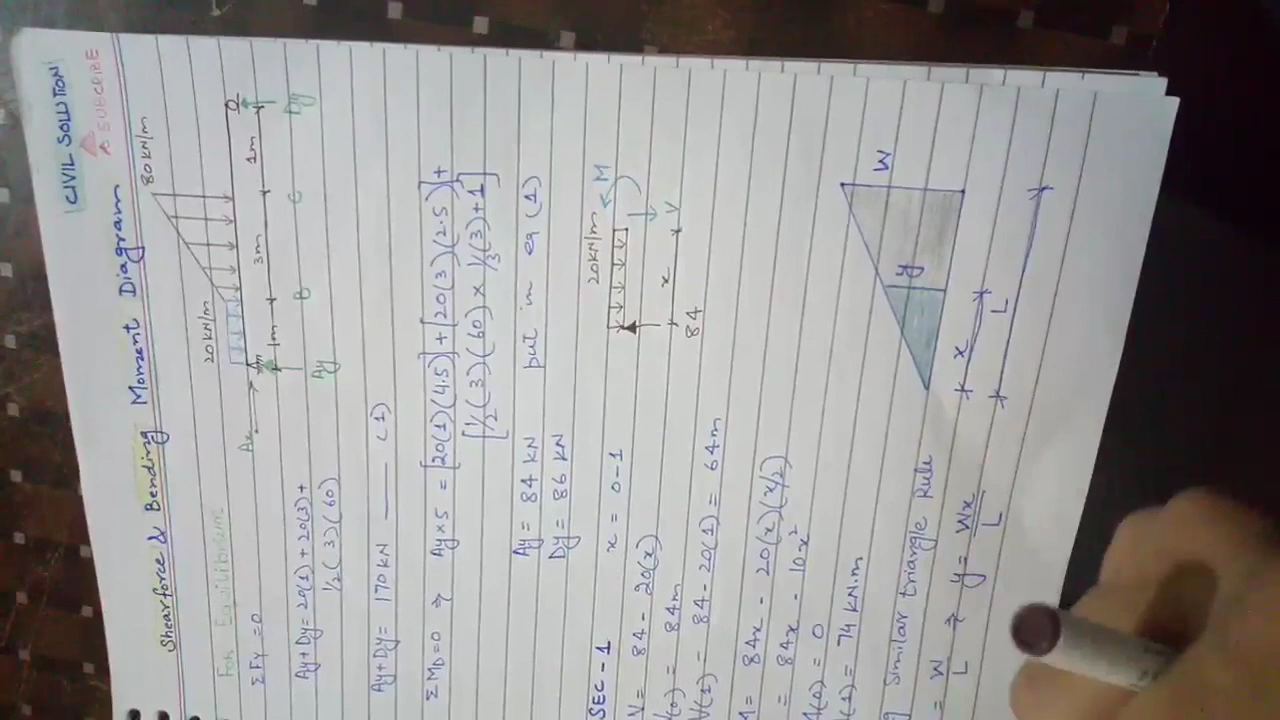 CIVIL SOLUTION
SUBSCRIBE
Shearforce & Bending Moment Diagram
80 KN/m
20 KN/m
Ax
1m 3m 1m
Ay B C Dy
D
For Equilibrium
ΣFy = 0
Ay + Dy = 20(1) + 20(3) +
1/2 (3)(60)
Ay + Dy = 170 KN —— (1)
ΣM_D = 0 ⇒ Ay × 5 = [20(1)(4.5)] + [20(3)(2.5)] +
[1/2 (3)(60) × 1/3 (3) + 1]
Ay = 84 KN put in eq (1)
Dy = 86 KN
SEC - 1 x = 0 - 1
20 KN/m
M
x V
84
V = 84 - 20(x)
V(0) = 84m
V(1) - 84 - 20(1) = 64m
M = 84x - 20(x)(x/2)
= 84x - 10x²
M(0) = 0
M(1) = 74 KN.m
Similar triangle Rule
= W/L ⇒ y = Wx/L
W
y
x
L